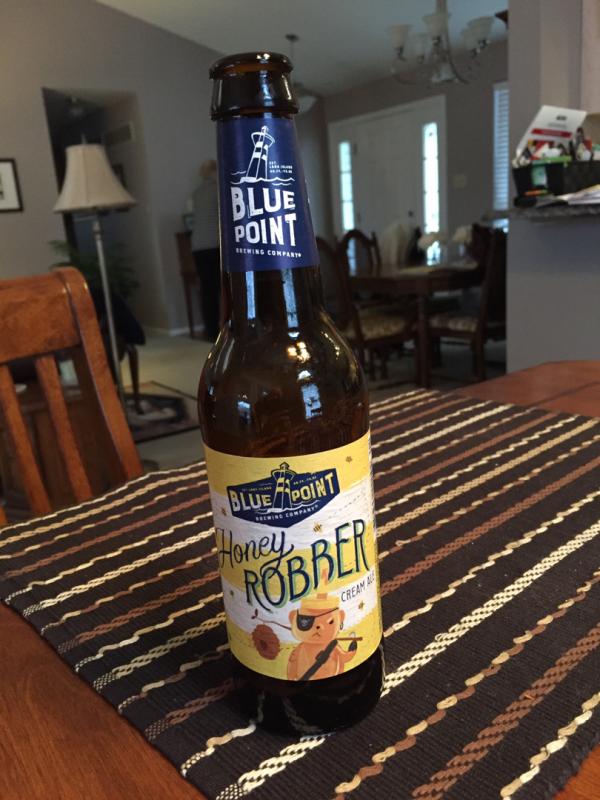 BLUE
POINT
BREWING COMPANY
BLUE POINT
BREWING COMPANY
Honey
ROBBER
CREAM ALE